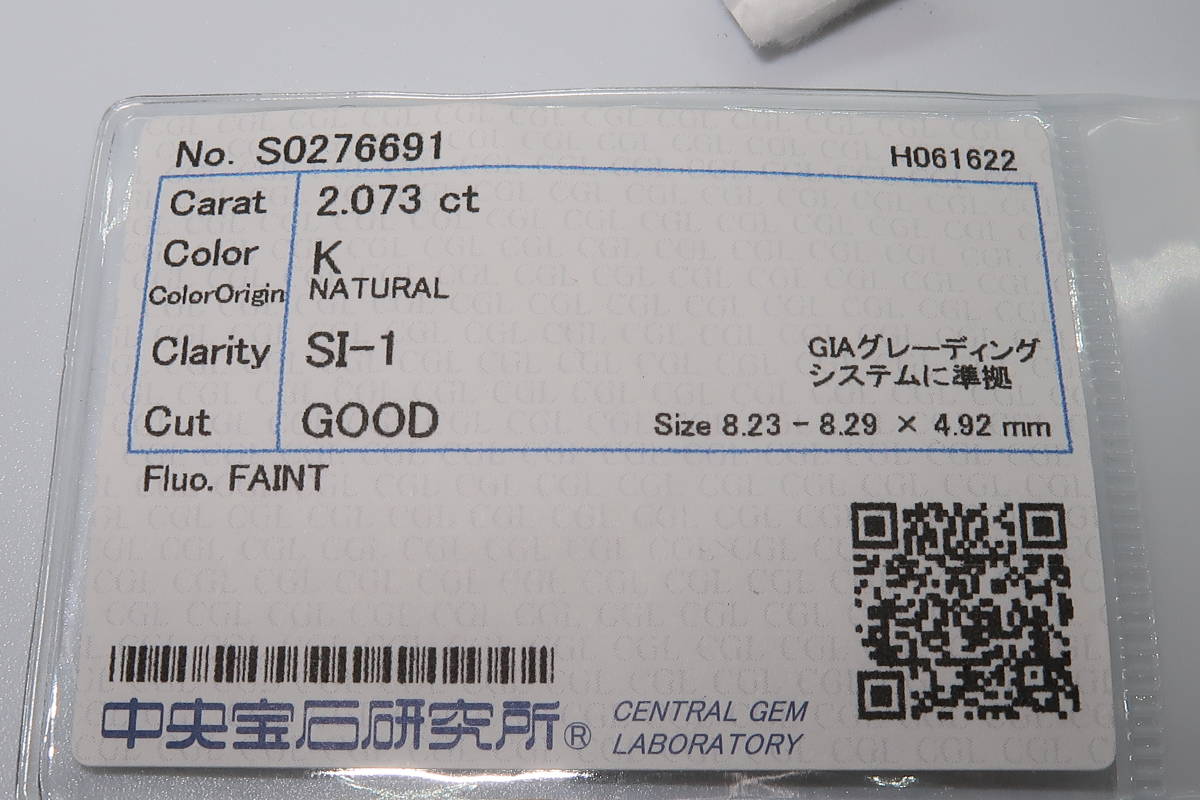 No. S0276691
H061622
Carat 2.073 ct
Color K
ColorOrigin NATURAL
Clarity SI-1
GIAグレーディング
システムに準拠
Cut GOOD
Size 8.23 - 8.29 × 4.92 mm
Fluo. FAINT
中央宝石研究所®
CENTRAL GEM
LABORATORY